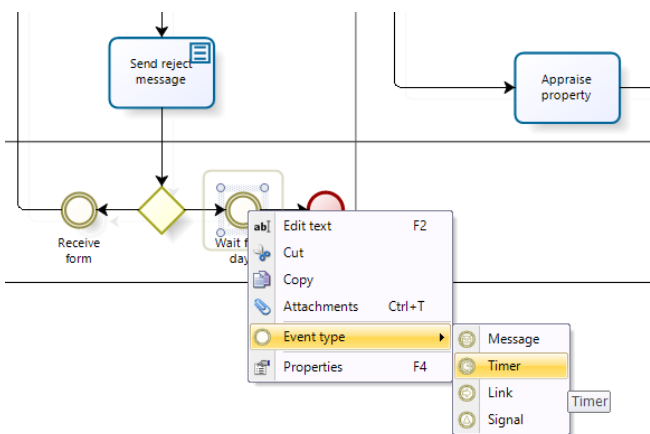 Send reject
message
Appraise
property
Receive
form
Wait f
day
Edit text F2
Cut
Copy
Attachments Ctrl+T
Event type
Properties F4
Message
Timer
Link
Signal
Timer